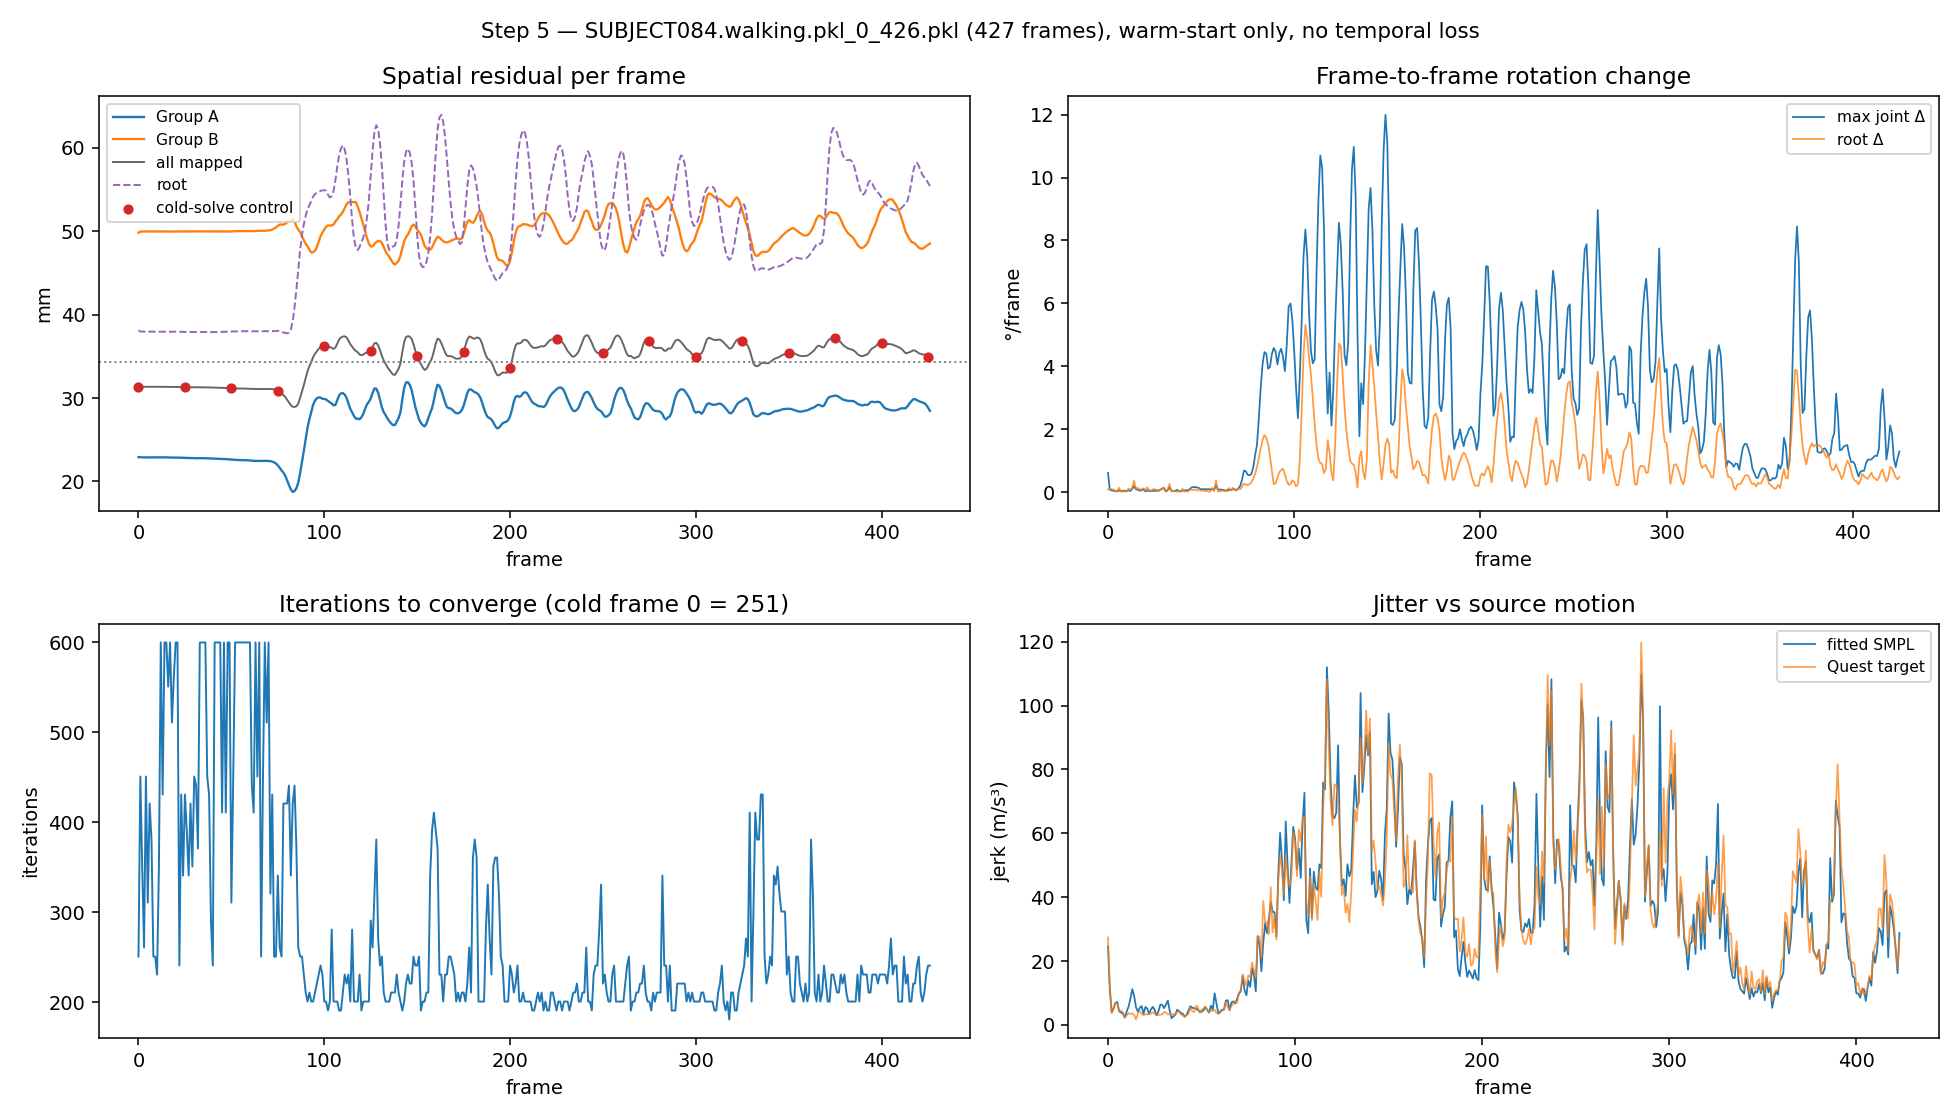 Step 5 — SUBJECT084.walking.pkl_0_426.pkl (427 frames), warm-start only, no temporal loss
Spatial residual per frame
Group A
Group B
all mapped
root
cold-solve control
mm
60
50
40
30
20
0
100
200
300
400
frame
Frame-to-frame rotation change
max joint Δ
root Δ
°/frame
12
10
8
6
4
2
0
0
100
200
300
400
frame
Iterations to converge (cold frame 0 = 251)
iterations
600
500
400
300
200
0
100
200
300
400
frame
Jitter vs source motion
fitted SMPL
Quest target
jerk (m/s³)
120
100
80
60
40
20
0
0
100
200
300
400
frame